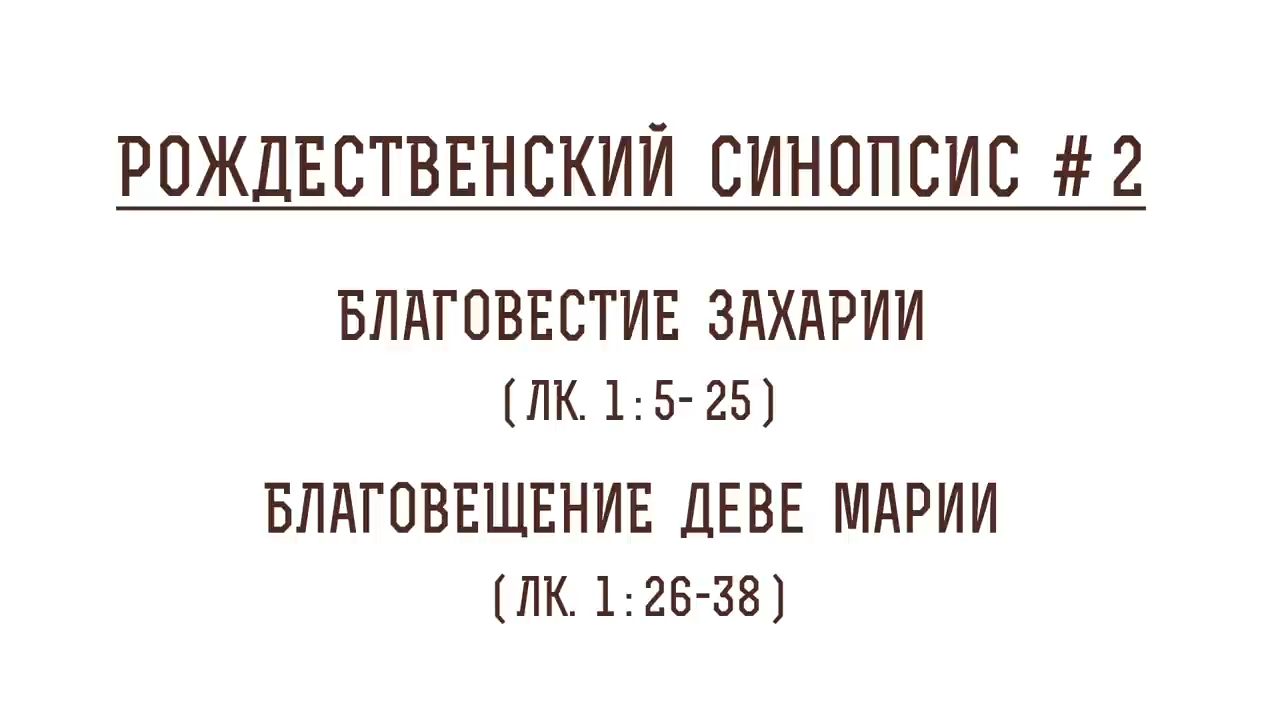 РОЖДЕСТВЕНСКИЙ СИНОПСИС # 2
БЛАГОВЕСТИЕ ЗАХАРИИ
(ЛК. 1:5-25)
БЛАГОВЕЩЕНИЕ ДЕВЕ МАРИИ
(ЛК. 1:26-38)